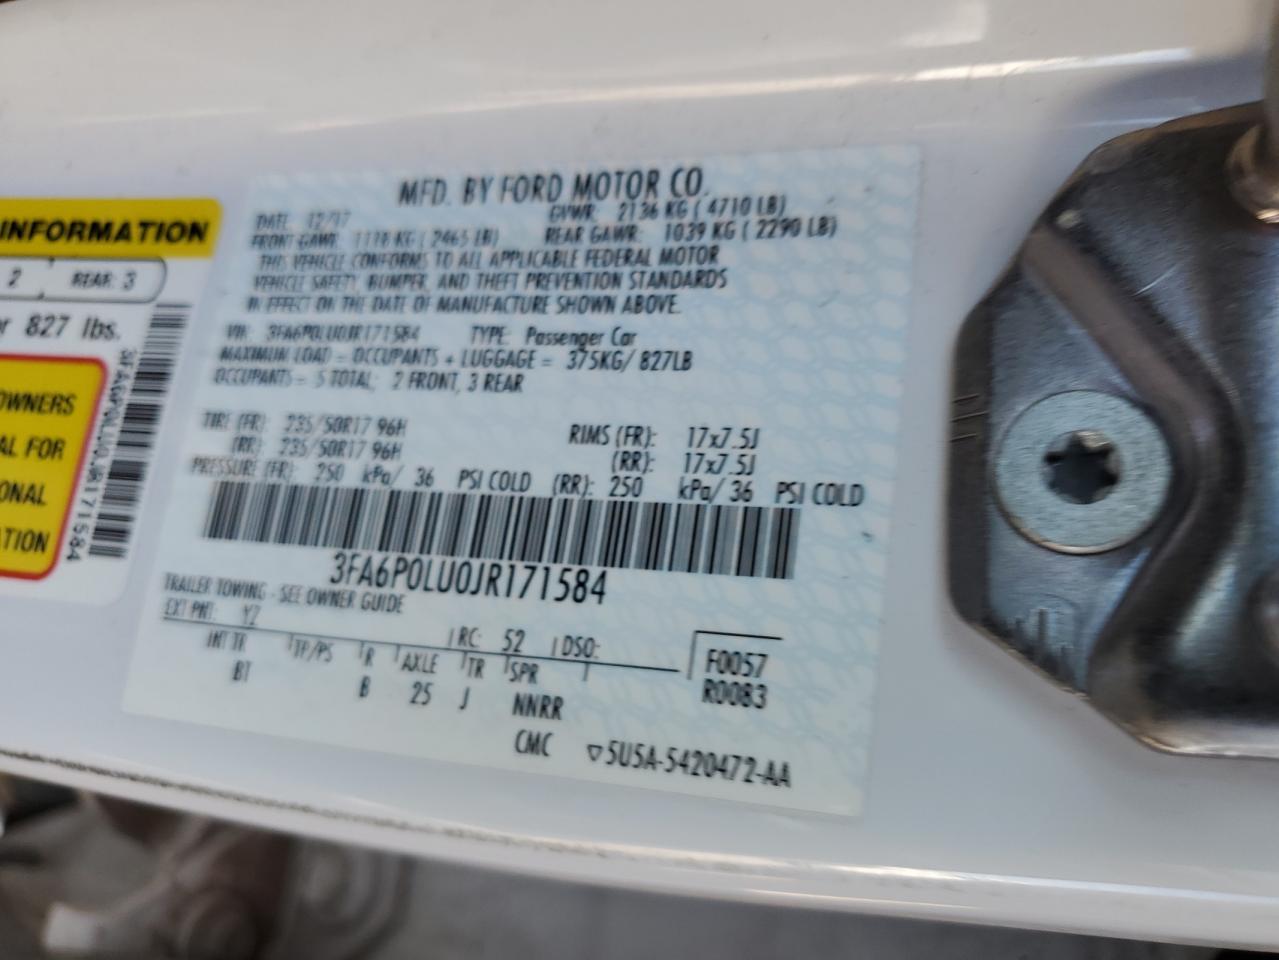 INFORMATION
2
REAR: 3
827 lbs.
OWNERS
FOR
3FA6P0LU0JR171584
MFD. BY FORD MOTOR CO.
DATE: 12/17
GVWR: 2136 KG ( 4710 LB)
FRONT GAWR: 1118 KG ( 2465 LB)
REAR GAWR: 1039 KG ( 2290 LB)
THIS VEHICLE CONFORMS TO ALL APPLICABLE FEDERAL MOTOR
VEHICLE SAFETY, BUMPER, AND THEFT PREVENTION STANDARDS
IN EFFECT ON THE DATE OF MANUFACTURE SHOWN ABOVE.
VIN: 3FA6P0LU0JR171584
TYPE: Passenger Car
MAXIMUM LOAD = OCCUPANTS + LUGGAGE = 375KG/ 827LB
OCCUPANTS = 5 TOTAL; 2 FRONT, 3 REAR
TIRE (FR): 235/50R17 96H
RIMS (FR): 17x7.5J
(RR): 235/50R17 96H
(RR): 17x7.5J
PRESSURE (FR): 250 kPa/ 36 PSI COLD (RR): 250 kPa/ 36 PSI COLD
3FA6P0LU0JR171584
TRAILER TOWING - SEE OWNER GUIDE
EXT PNT: YZ RC: 52 DSO:
F0057
R0083
INT TR TP/PS R AXLE TR SPR
BT B 25 J NNRR
CMC ▽5U5A-5420472-AA